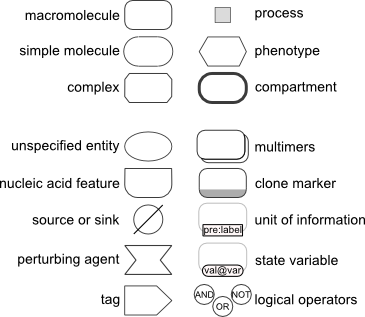 macromolecule
process
simple molecule
phenotype
complex
compartment
unspecified entity
multimers
nucleic acid feature
clone marker
source or sink
pre:label
unit of information
perturbing agent
val@var
state variable
tag
AND
OR
NOT
logical operators